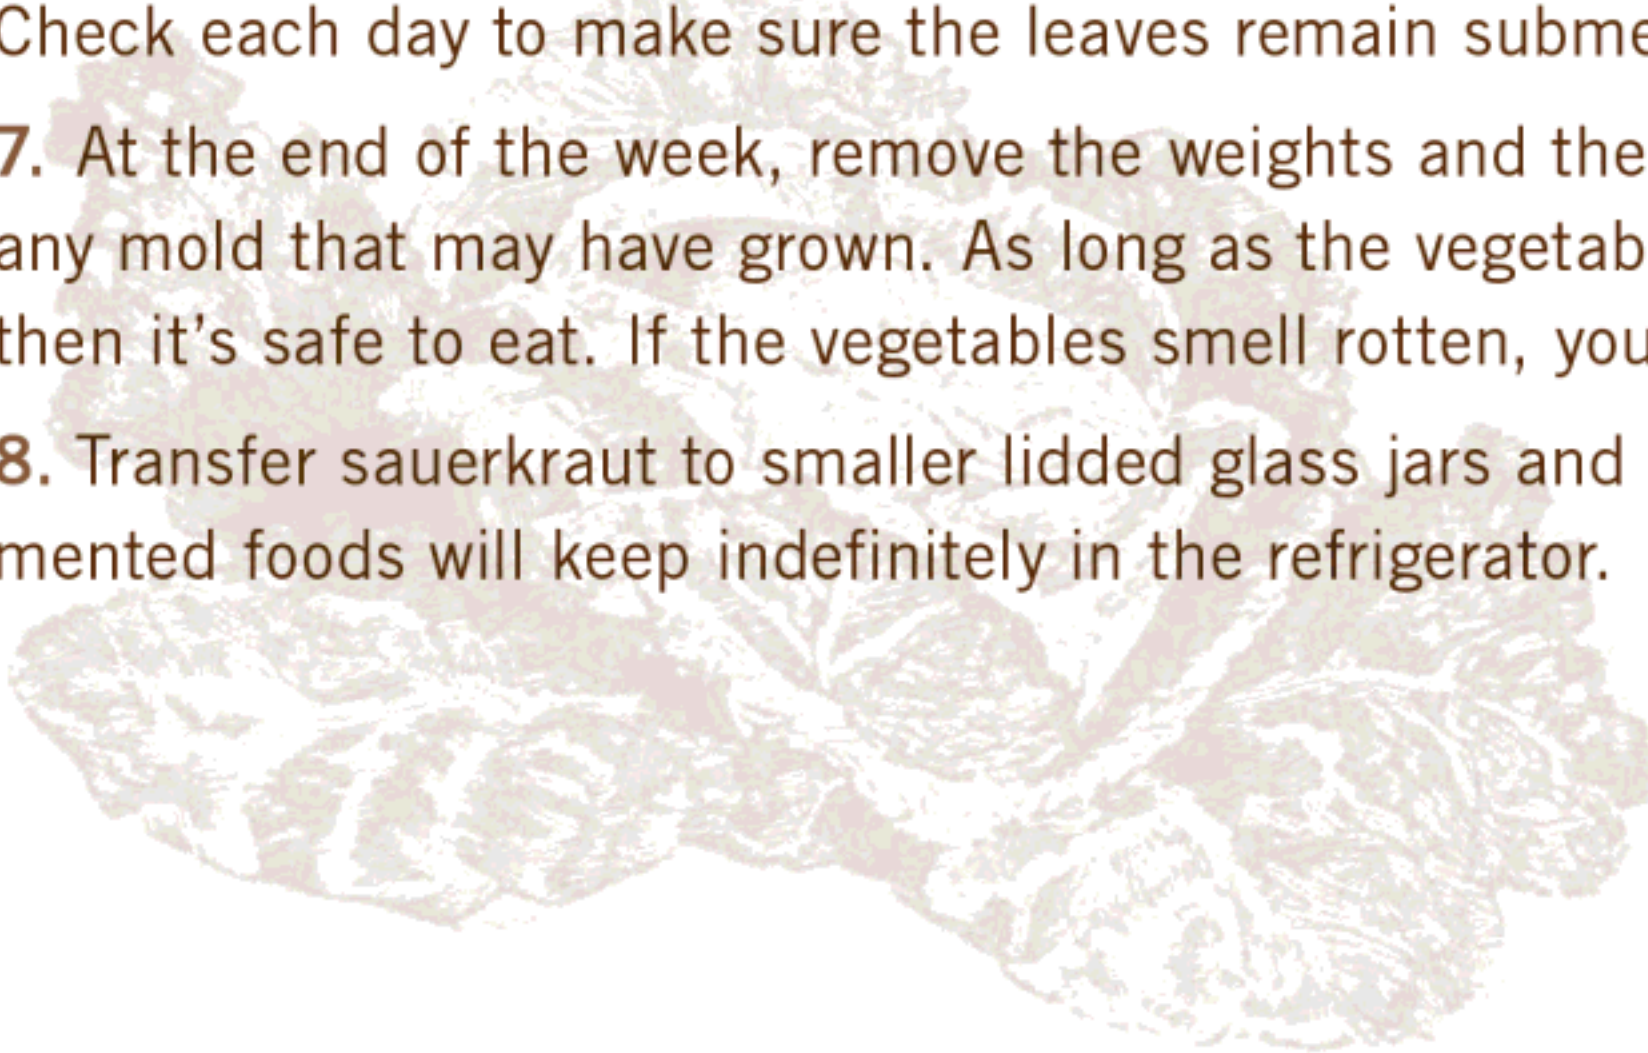 Check each day to make sure the leaves remain subme
7. At the end of the week, remove the weights and the
any mold that may have grown. As long as the vegetab
then it’s safe to eat. If the vegetables smell rotten, you
8. Transfer sauerkraut to smaller lidded glass jars and
mented foods will keep indefinitely in the refrigerator.